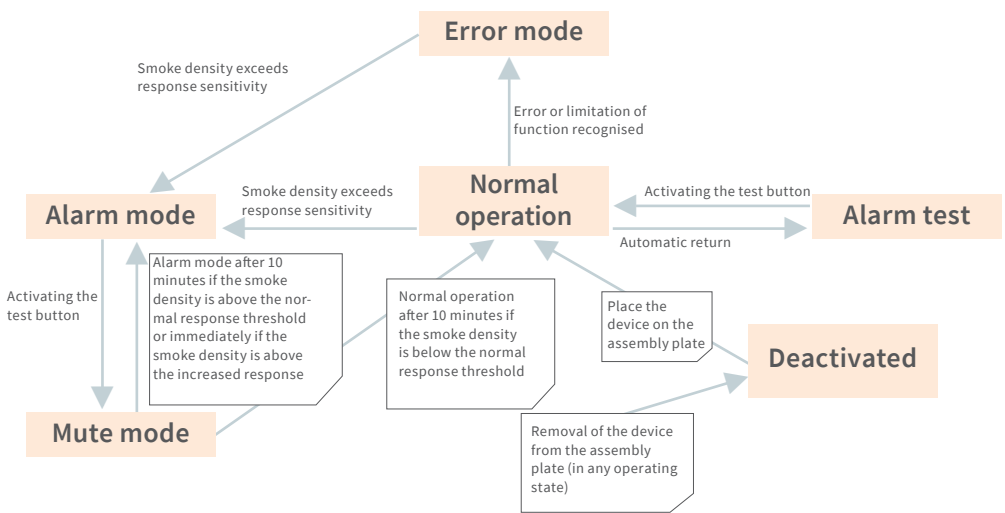 Error mode
Smoke density exceeds
response sensitivity
Error or limitation of
function recognised
Normal
operation
Smoke density exceeds
response sensitivity
Activating the test button
Alarm mode
Alarm test
Automatic return
Alarm mode after 10
minutes if the smoke
density is above the nor-
mal response threshold
or immediately if the
smoke density is above
the increased response
Activating the
test button
Normal operation
after 10 minutes if
the smoke density
is below the normal
response threshold
Place the
device on the
assembly plate
Deactivated
Mute mode
Removal of the device
from the assembly
plate (in any operating
state)